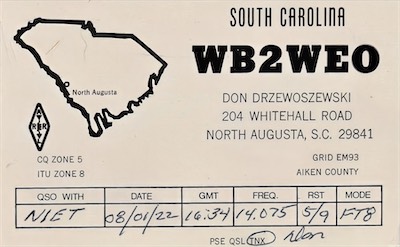 SOUTH CAROLINA
WB2WEO
North Augusta
DON DRZEWOSZEWSKI
204 WHITEHALL ROAD
NORTH AUGUSTA, S.C. 29841
CQ ZONE 5
ITU ZONE 8
GRID EM93
AIKEN COUNTY
QSO WITH DATE GMT FREQ. RST MODE
N1ET 08/01/22 16:34 14.075 5/9 FT8
PSE QSL TNX Don